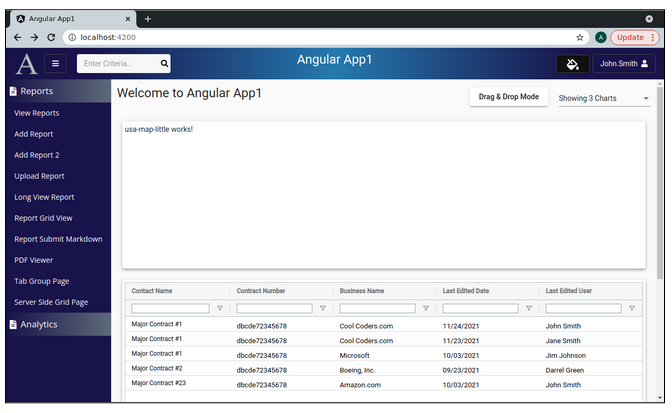 Angular App1
localhost:4200
A
Update
A
Enter Criteria...
Angular App1
John.Smith
Reports
View Reports
Add Report
Add Report 2
Upload Report
Long View Report
Report Grid View
Report Submit Markdown
PDF Viewer
Tab Group Page
Server Side Grid Page
Analytics
Welcome to Angular App1
Drag & Drop Mode
Showing 3 Charts
usa-map-little works!
Contact Name Contract Number Business Name Last Edited Date Last Edited User
Major Contract #1 dbcde72345678 Cool Coders.com 11/24/2021 John Smith
Major Contract #1 dbcde72345678 Cool Coders.com 11/23/2021 Jane Smith
Major Contract #1 dbcde72345678 Microsoft 10/03/2021 Jim Johnson
Major Contract #2 dbcde72345678 Boeing, Inc. 09/23/2021 Darrel Green
Major Contract #23 dbcde72345678 Amazon.com 10/03/2021 John Smith